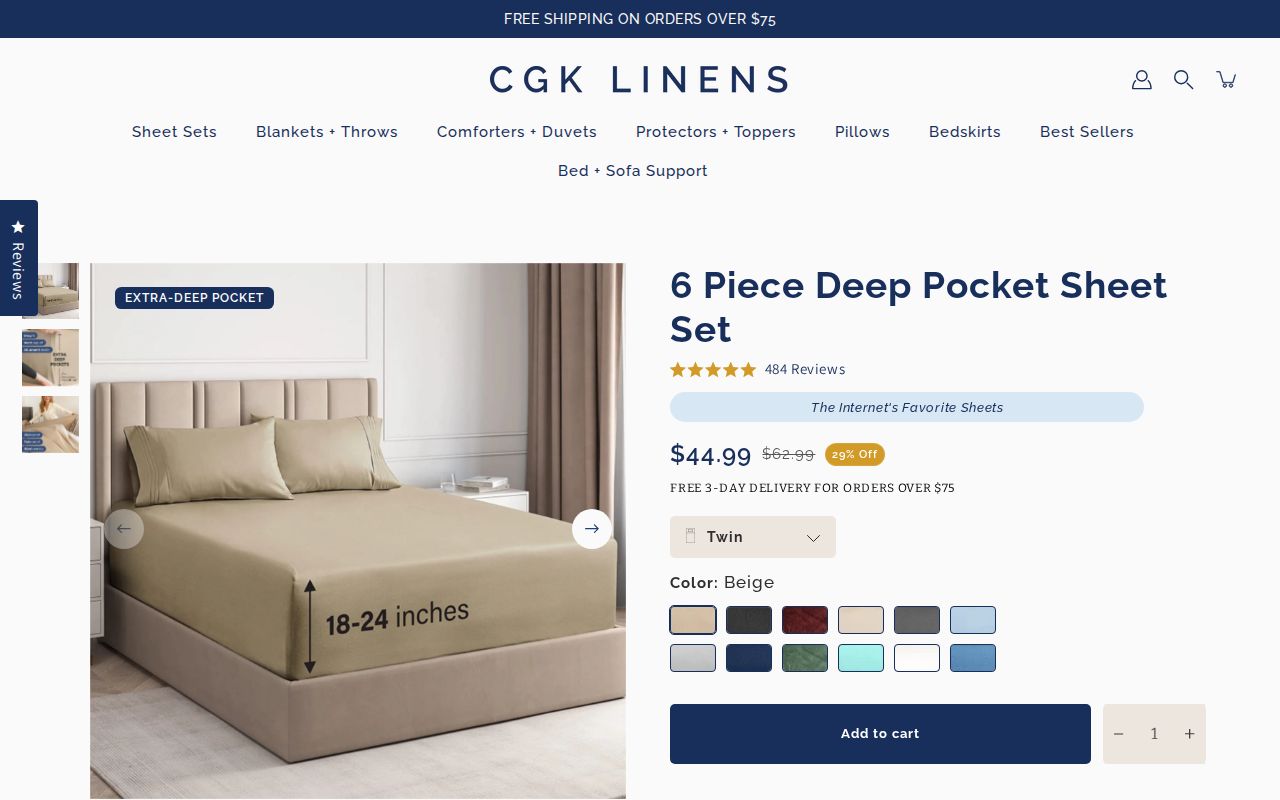 FREE SHIPPING ON ORDERS OVER $75
CGK LINENS
Sheet Sets Blankets + Throws Comforters + Duvets Protectors + Toppers Pillows Bedskirts Best Sellers
Bed + Sofa Support
Reviews
EXTRA-DEEP POCKET
18-24 inches
6 Piece Deep Pocket Sheet
Set
484 Reviews
The Internet's Favorite Sheets
$44.99 $62.99 29% Off
FREE 3-DAY DELIVERY FOR ORDERS OVER $75
Twin
Color: Beige
Add to cart
1